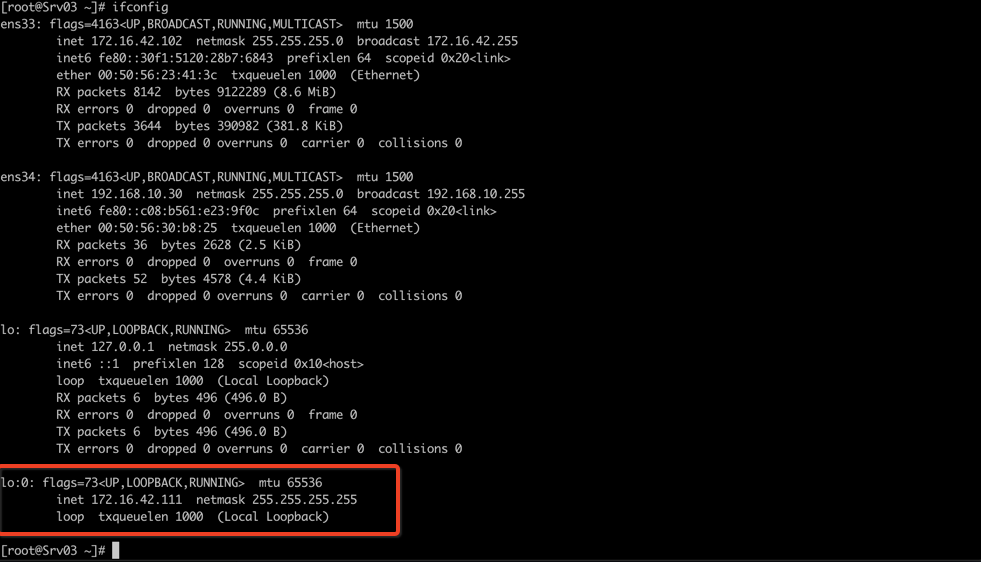 [root@Srv03 ~]# ifconfig
ens33: flags=4163<UP,BROADCAST,RUNNING,MULTICAST>  mtu 1500
        inet 172.16.42.102  netmask 255.255.255.0  broadcast 172.16.42.255
        inet6 fe80::30f1:5120:28b7:6843  prefixlen 64  scopeid 0x20<link>
        ether 00:50:56:23:41:3c  txqueuelen 1000  (Ethernet)
        RX packets 8142  bytes 9122289 (8.6 MiB)
        RX errors 0  dropped 0  overruns 0  frame 0
        TX packets 3644  bytes 390982 (381.8 KiB)
        TX errors 0  dropped 0 overruns 0  carrier 0  collisions 0

ens34: flags=4163<UP,BROADCAST,RUNNING,MULTICAST>  mtu 1500
        inet 192.168.10.30  netmask 255.255.255.0  broadcast 192.168.10.255
        inet6 fe80::c08:b561:e23:9f0c  prefixlen 64  scopeid 0x20<link>
        ether 00:50:56:30:b8:25  txqueuelen 1000  (Ethernet)
        RX packets 36  bytes 2628 (2.5 KiB)
        RX errors 0  dropped 0  overruns 0  frame 0
        TX packets 52  bytes 4578 (4.4 KiB)
        TX errors 0  dropped 0 overruns 0  carrier 0  collisions 0

lo: flags=73<UP,LOOPBACK,RUNNING>  mtu 65536
        inet 127.0.0.1  netmask 255.0.0.0
        inet6 ::1  prefixlen 128  scopeid 0x10<host>
        loop  txqueuelen 1000  (Local Loopback)
        RX packets 6  bytes 496 (496.0 B)
        RX errors 0  dropped 0  overruns 0  frame 0
        TX packets 6  bytes 496 (496.0 B)
        TX errors 0  dropped 0 overruns 0  carrier 0  collisions 0

lo:0: flags=73<UP,LOOPBACK,RUNNING>  mtu 65536
        inet 172.16.42.111  netmask 255.255.255.255
        loop  txqueuelen 1000  (Local Loopback)

[root@Srv03 ~]#